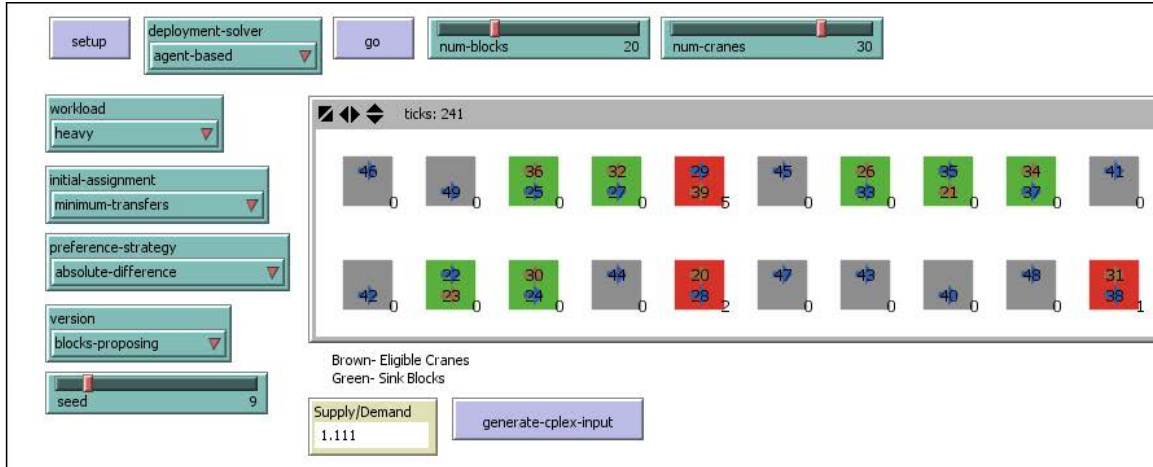 setup
deployment-solver
agent-based
go
num-blocks 20
num-cranes 30
workload
heavy
initial-assignment
minimum-transfers
preference-strategy
absolute-difference
version
blocks-proposing
seed 9
ticks: 241
46 36 32 29 45 26 35 34 41
49 25 27 39 33 21 37
0 0 0 0 5 0 0 0 0 0
22 30 44 20 47 43 48 31
42 23 24 28 40 38
0 0 0 0 2 0 0 0 0 1
Brown- Eligible Cranes
Green- Sink Blocks
Supply/Demand
1.111
generate-cplex-input